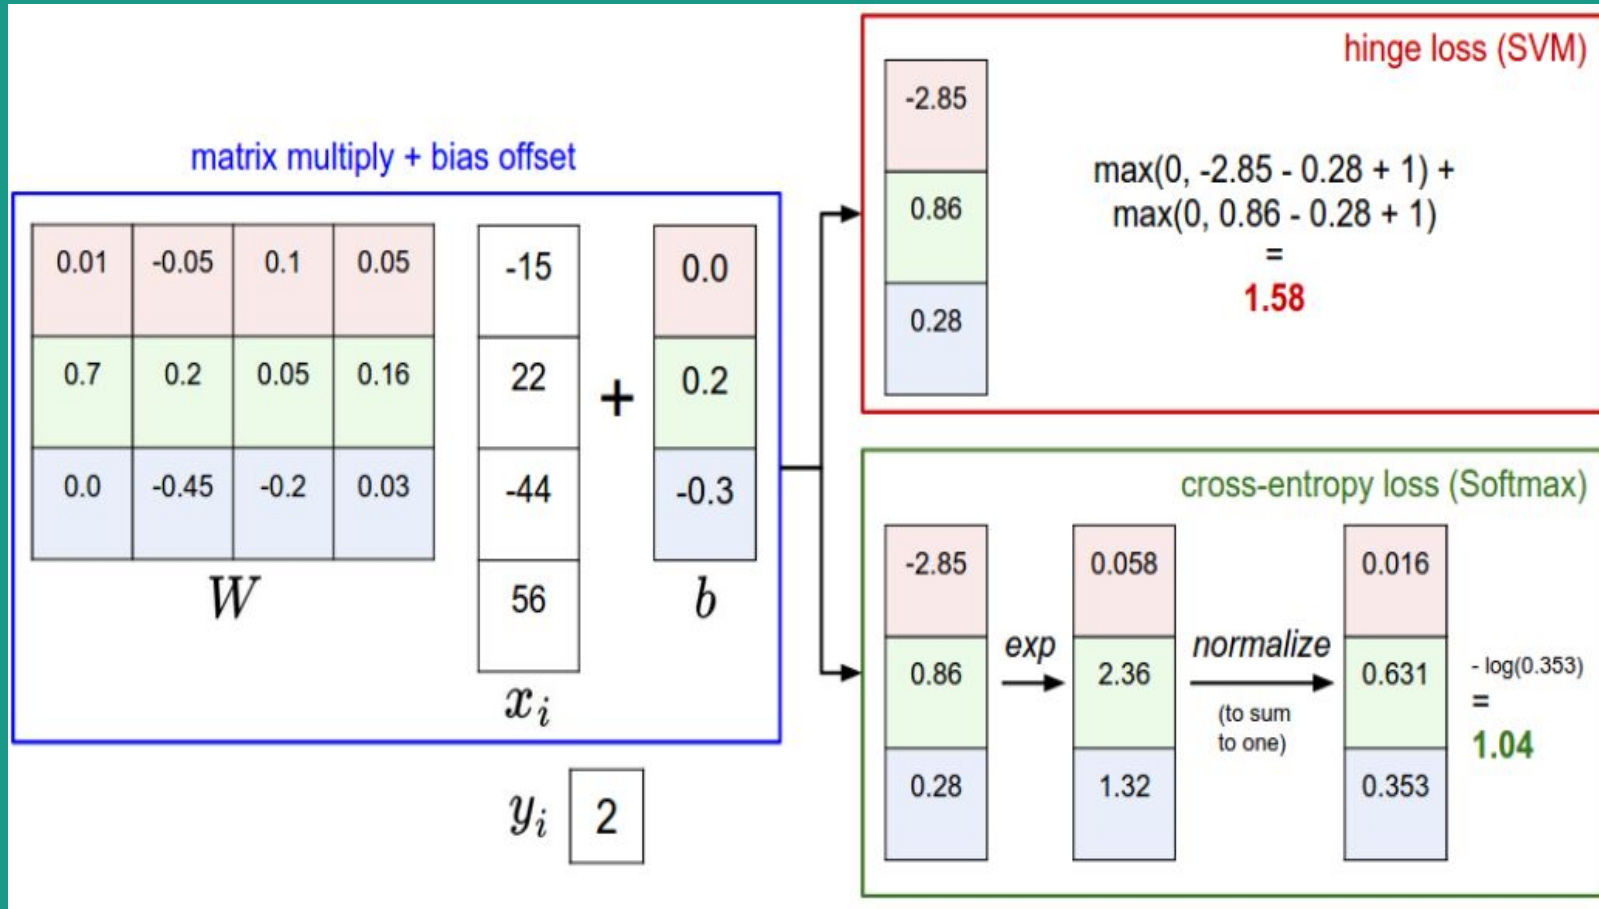 matrix multiply + bias offset
0.01 -0.05 0.1 0.05
0.7 0.2 0.05 0.16
0.0 -0.45 -0.2 0.03
W
-15
22
-44
56
x_i
+
0.0
0.2
-0.3
b
y_i 2
hinge loss (SVM)
-2.85
0.86
0.28
max(0, -2.85 - 0.28 + 1) +
max(0, 0.86 - 0.28 + 1)
=
1.58
cross-entropy loss (Softmax)
-2.85
0.86
0.28
exp
0.058
2.36
1.32
normalize
(to sum
to one)
0.016
0.631
0.353
- log(0.353)
=
1.04